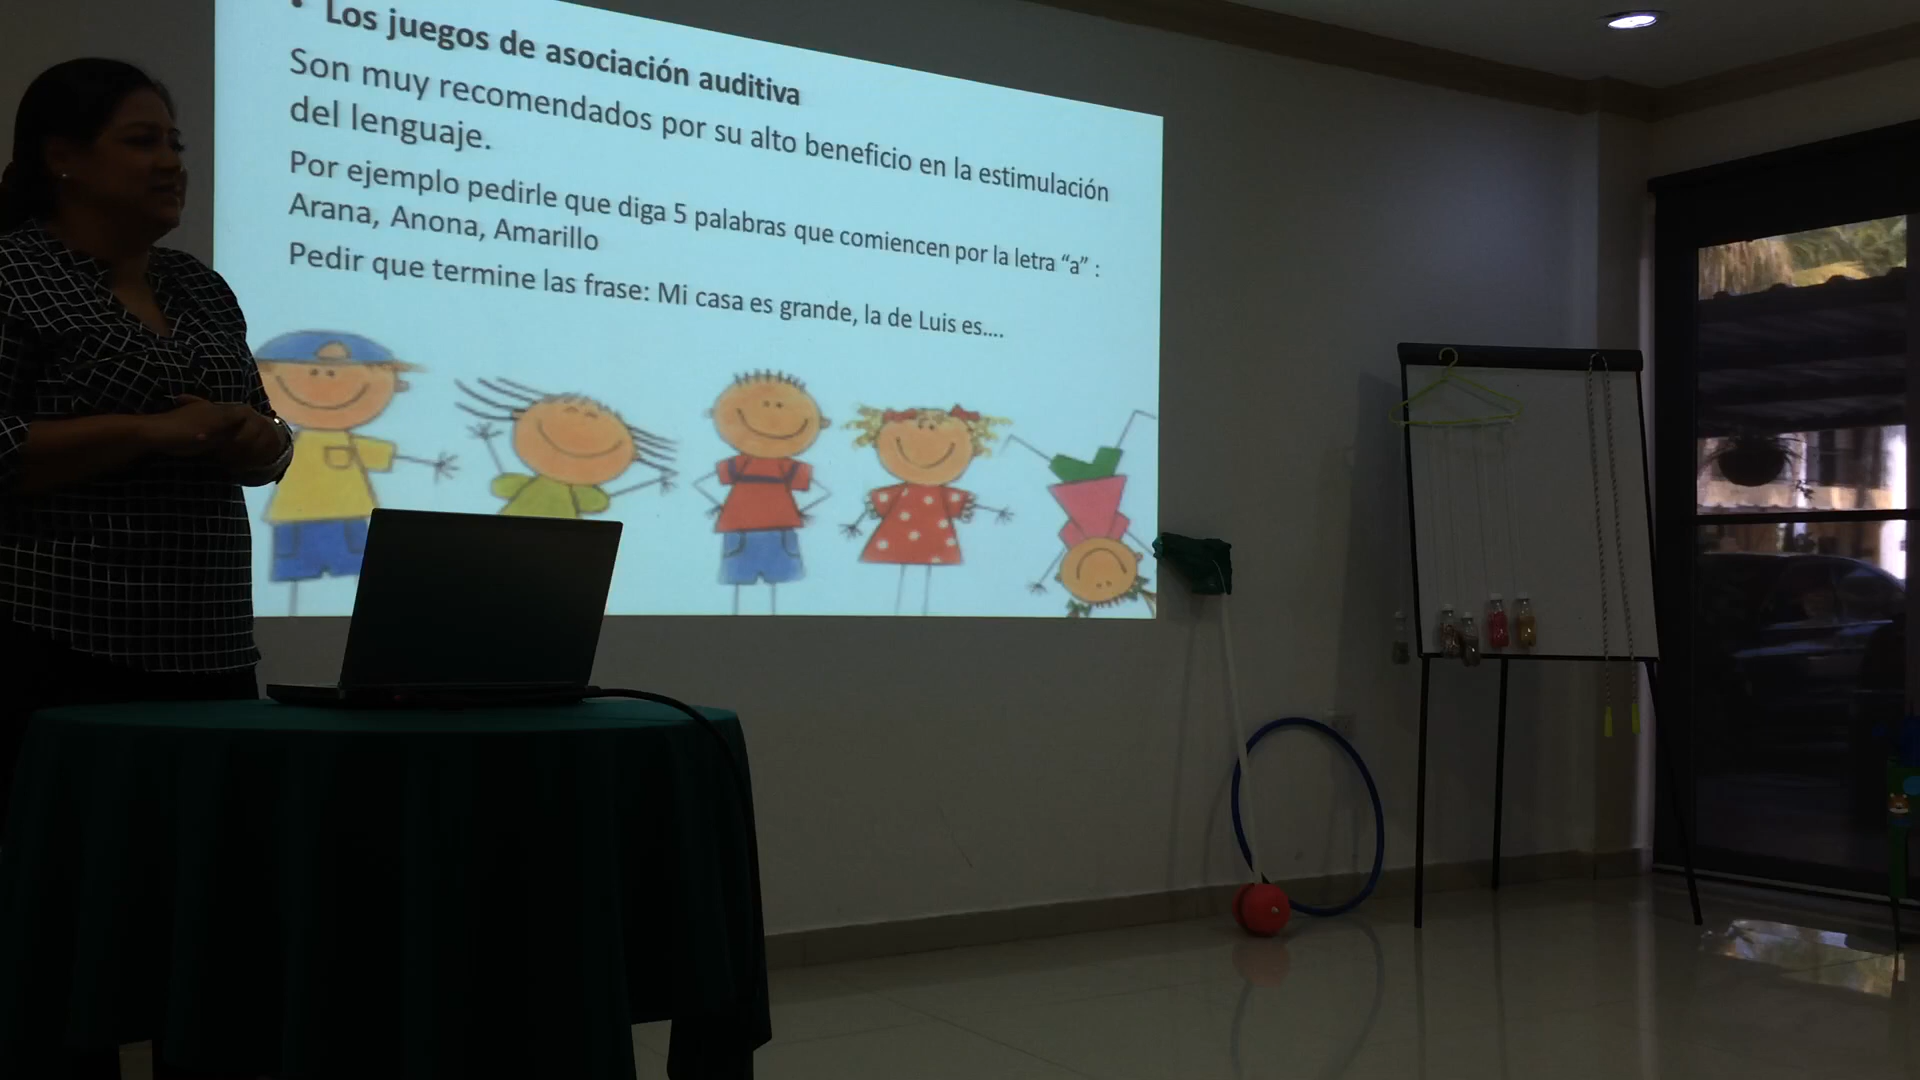 • Los juegos de asociación auditiva
Son muy recomendados por su alto beneficio en la estimulación
del lenguaje.
Por ejemplo pedirle que diga 5 palabras que comiencen por la letra “a” :
Arana, Anona, Amarillo
Pedir que termine las frase: Mi casa es grande, la de Luis es....